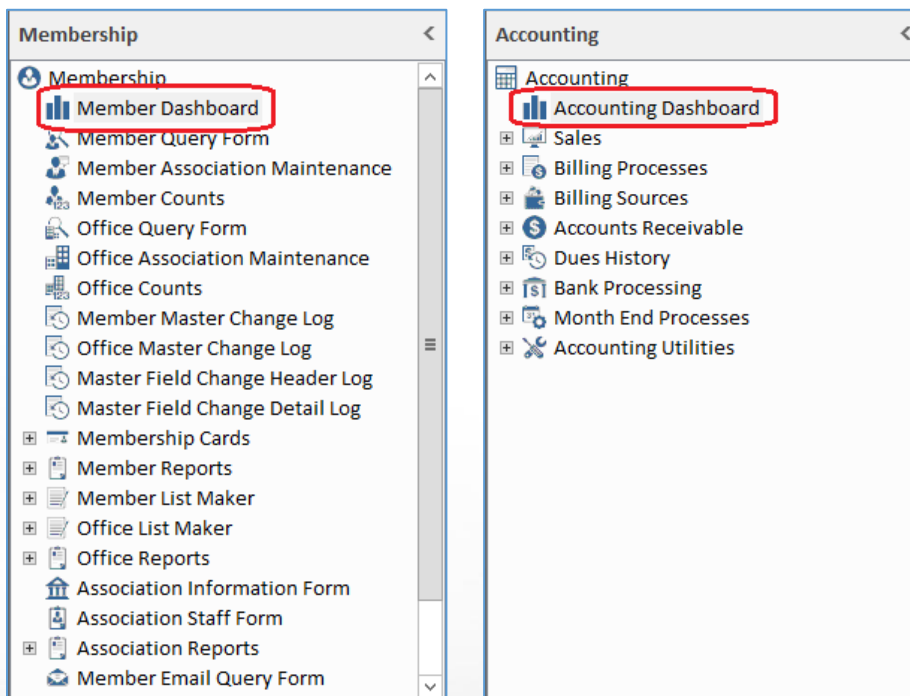 Membership
Membership
Member Dashboard
Member Query Form
Member Association Maintenance
Member Counts
Office Query Form
Office Association Maintenance
Office Counts
Member Master Change Log
Office Master Change Log
Master Field Change Header Log
Master Field Change Detail Log
Membership Cards
Member Reports
Member List Maker
Office List Maker
Office Reports
Association Information Form
Association Staff Form
Association Reports
Member Email Query Form
Accounting
Accounting
Accounting Dashboard
Sales
Billing Processes
Billing Sources
Accounts Receivable
Dues History
Bank Processing
Month End Processes
Accounting Utilities